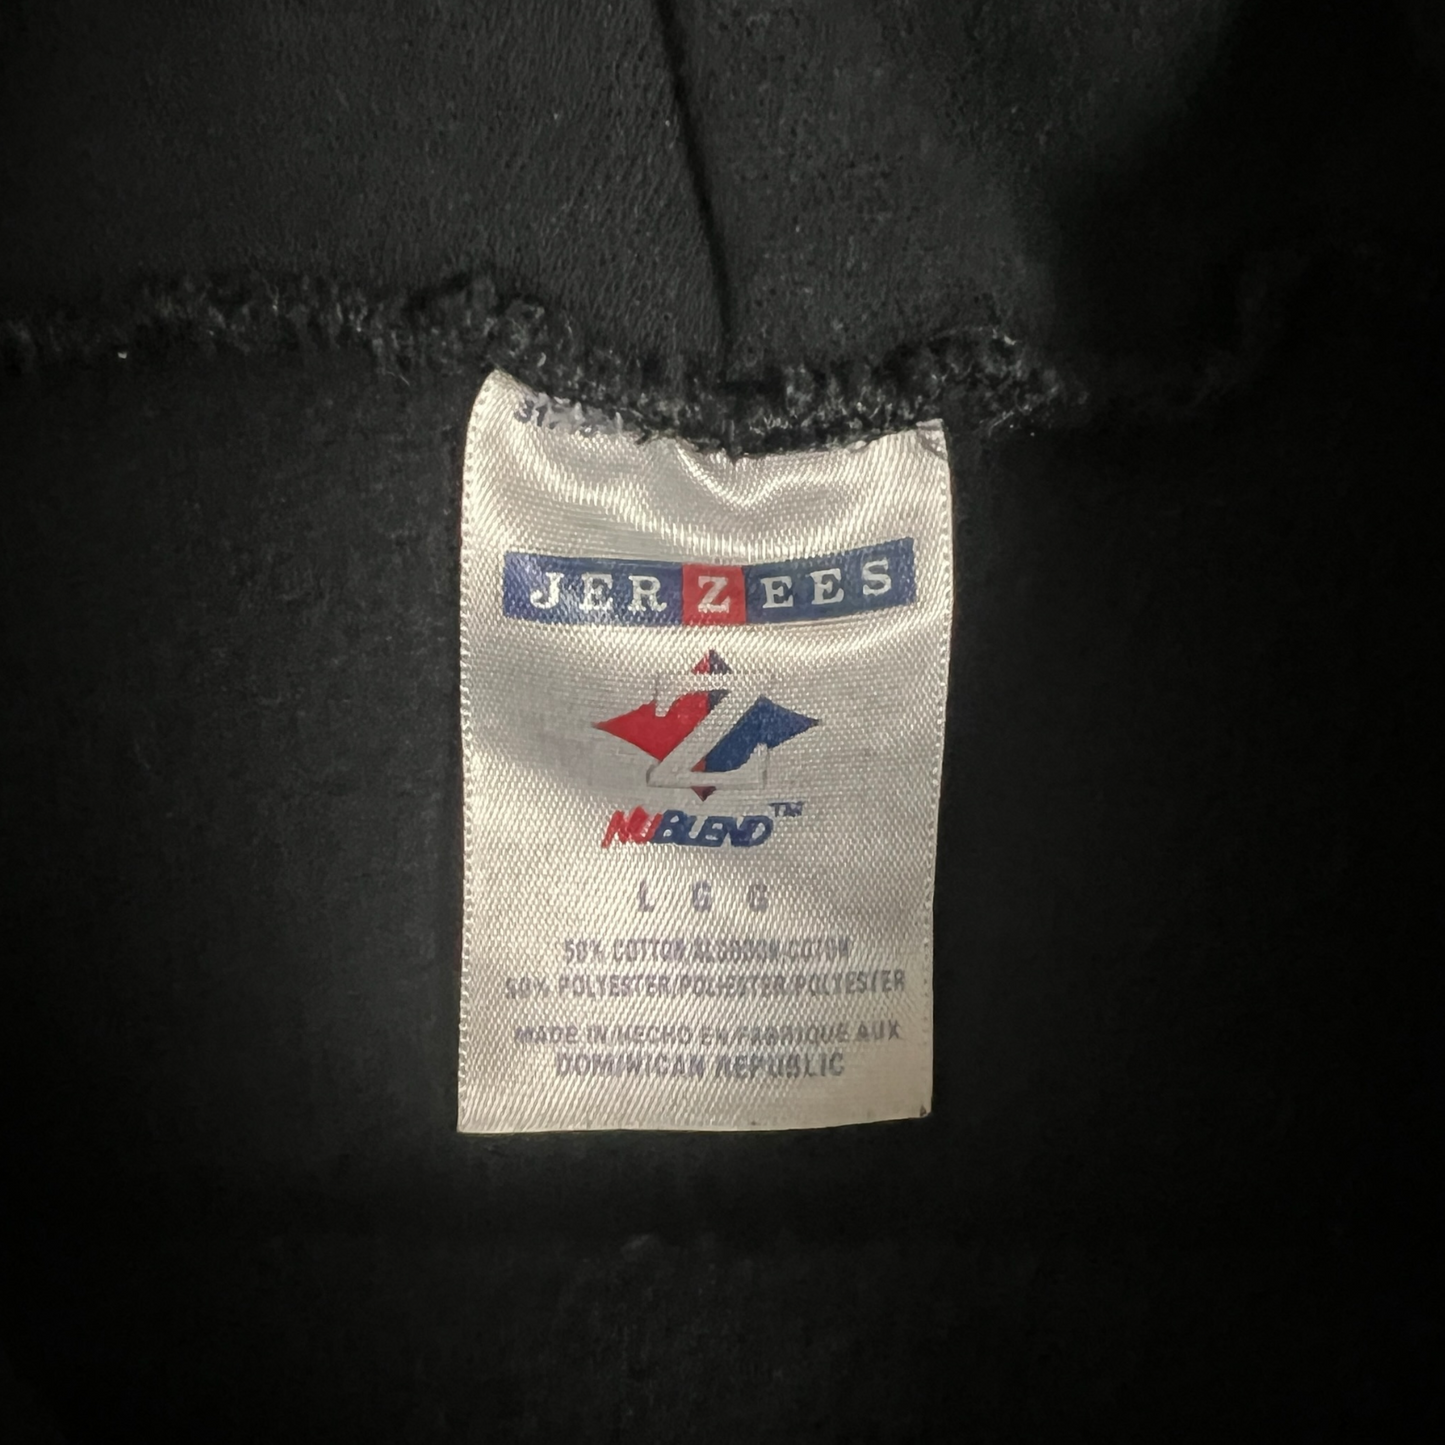 JERZEES
Z
NUBLEND™
L G G
50% COTTON/ALGODON/COTON
50% POLYESTER/POLIESTER/POLYESTER
MADE IN/HECHO EN/FABRIQUE AUX
DOMINICAN REPUBLIC